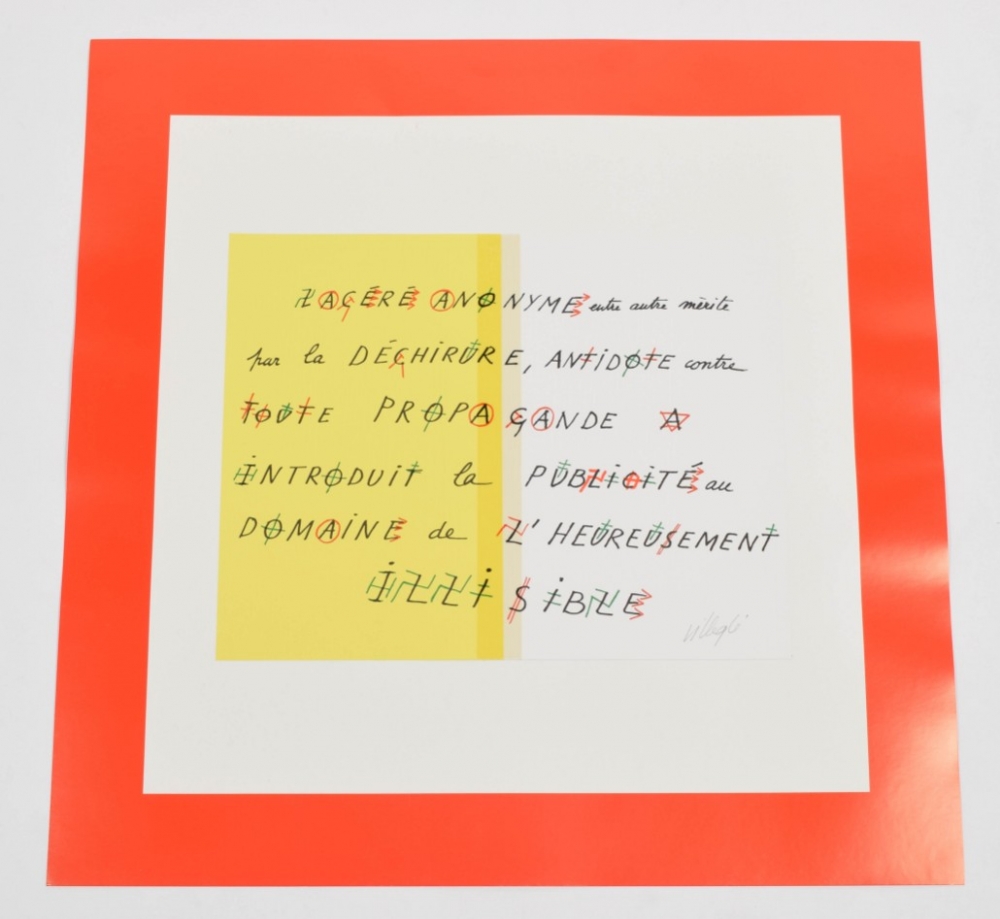 LACÉRÉ ANONYME entre autre mérite
par la DÉCHiRURE, ANTiDOTE contre
TOUTE PROPAGANDE A
INTRODUiT la PUBLiCiTÉ au
DOMAiNE de L'HEUREUSEMENT
iLLiSiBLE
villeglé